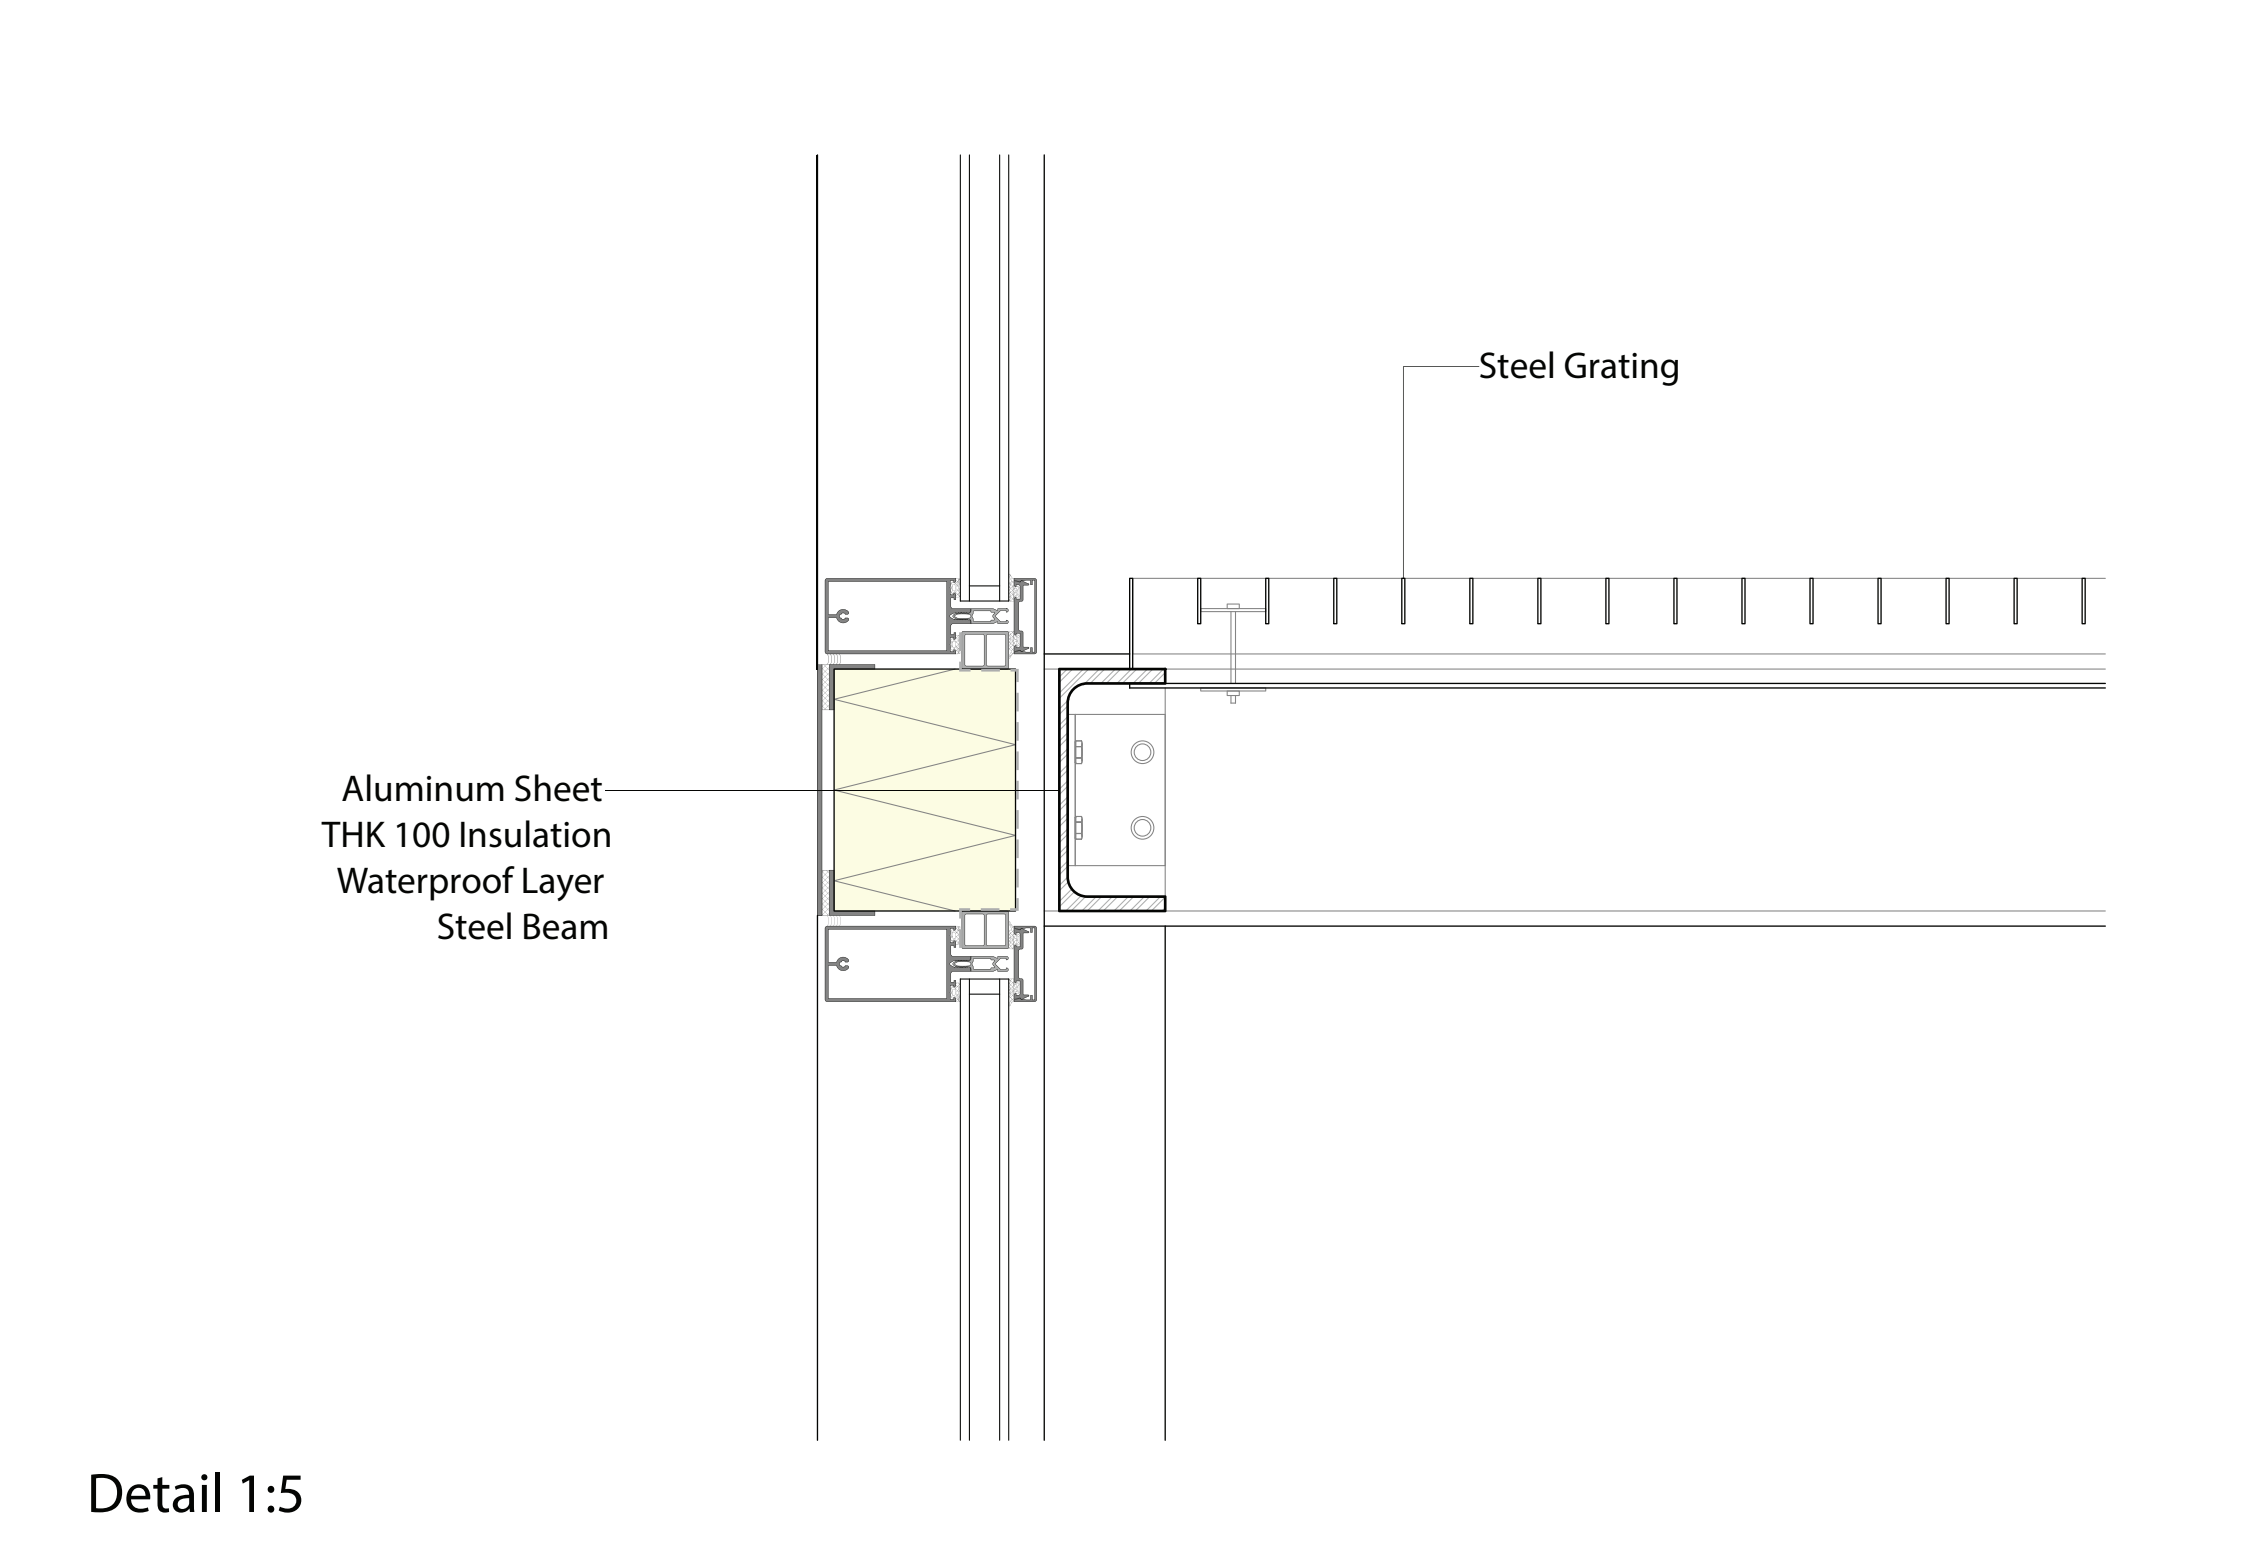 Steel Grating
Aluminum Sheet
THK 100 Insulation
Waterproof Layer
Steel Beam
Detail 1:5